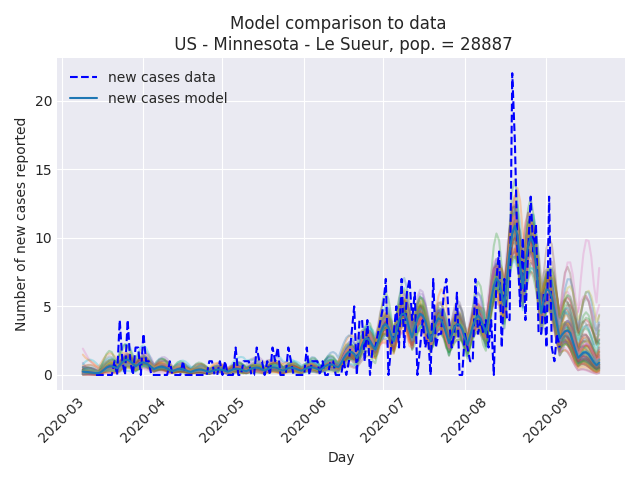 Model comparison to data
US - Minnesota - Le Sueur, pop. = 28887
new cases data
new cases model
Number of new cases reported
20
15
10
5
0
2020-03
2020-04
2020-05
2020-06
2020-07
2020-08
2020-09
Day